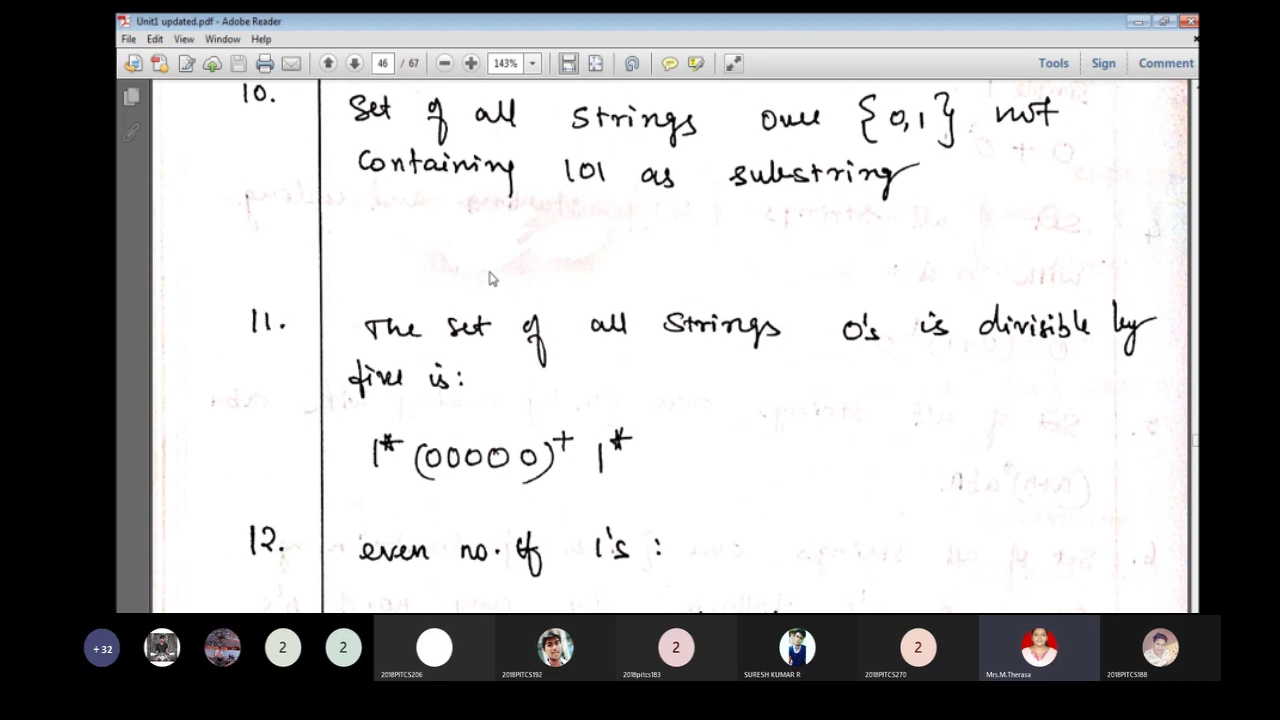 Unit1 updated.pdf - Adobe Reader
File Edit View Window Help
46 / 67 143% Tools Sign Comment
10. Set of all strings over {0,1} not
containing 101 as substring
11. The set of all strings 0's is divisible by
five is:
1* (00000)+ 1*
12. even no. of 1's :
+32 2 2 2 2
2018PITCS206 2018PITCS192 2018pitcs183 SURESH KUMAR R 2018PITCS270 Mrs.M.Therasa 2018PITCS188